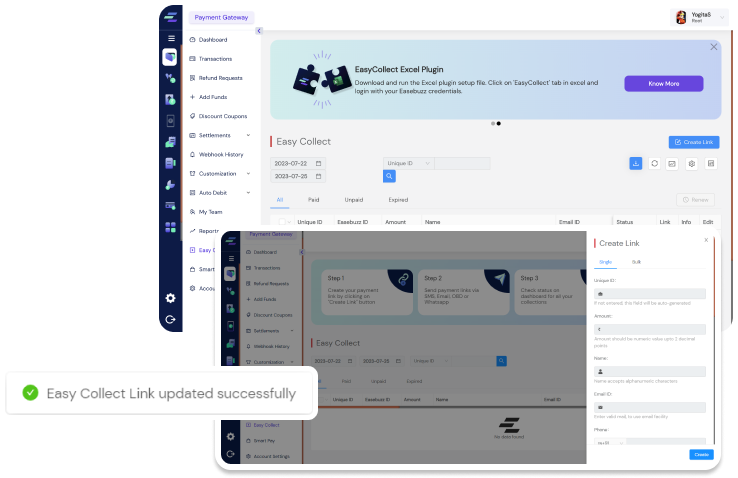 Payment Gateway
YogitaS
Root
Dashboard
Transactions
Refund Requests
Add Funds
Discount Coupons
Settlements
Webhook History
Customization
Auto Debit
My Team
Reports
Easy C
Smart
Accou
EasyCollect Excel Plugin
Download and run the Excel plugin setup file. Click on 'EasyCollect' tab in excel and
login with your Easebuzz credentials.
Know More
Easy Collect
Create Link
2023-07-22
2023-07-25
Unique ID
All
Paid
Unpaid
Expired
Renew
Unique ID
Easebuzz ID
Amount
Name
Email ID
Status
Link
Info
Edit
Payment Gateway
Dashboard
Transactions
Refund Requests
Add Funds
Discount Coupons
Settlements
Webhook History
Customization
Easy Collect
Smart Pay
Account Settings
Step 1
Create your payment
link by clicking on
"Create Link" button
Step 2
Send payment links via
SMS, Email, ORD or
Whatsapp
Step 3
Check status on
dashboard for all your
collections
Easy Collect
2023-07-22
2023-07-25
Unique ID
Paid
Unpaid
Expired
Unique ID
Easebuzz ID
Amount
Name
Email ID
No data found
Create Link
Single
Bulk
Unique ID:
If not entered, this field will be auto-generated
Amount:
Amount should be numeric value upto 2 decimal
points
Name:
Name accepts alphanumeric characters
Email ID:
Enter valid mail, to use email facility
Phone:
Create
Easy Collect Link updated successfully